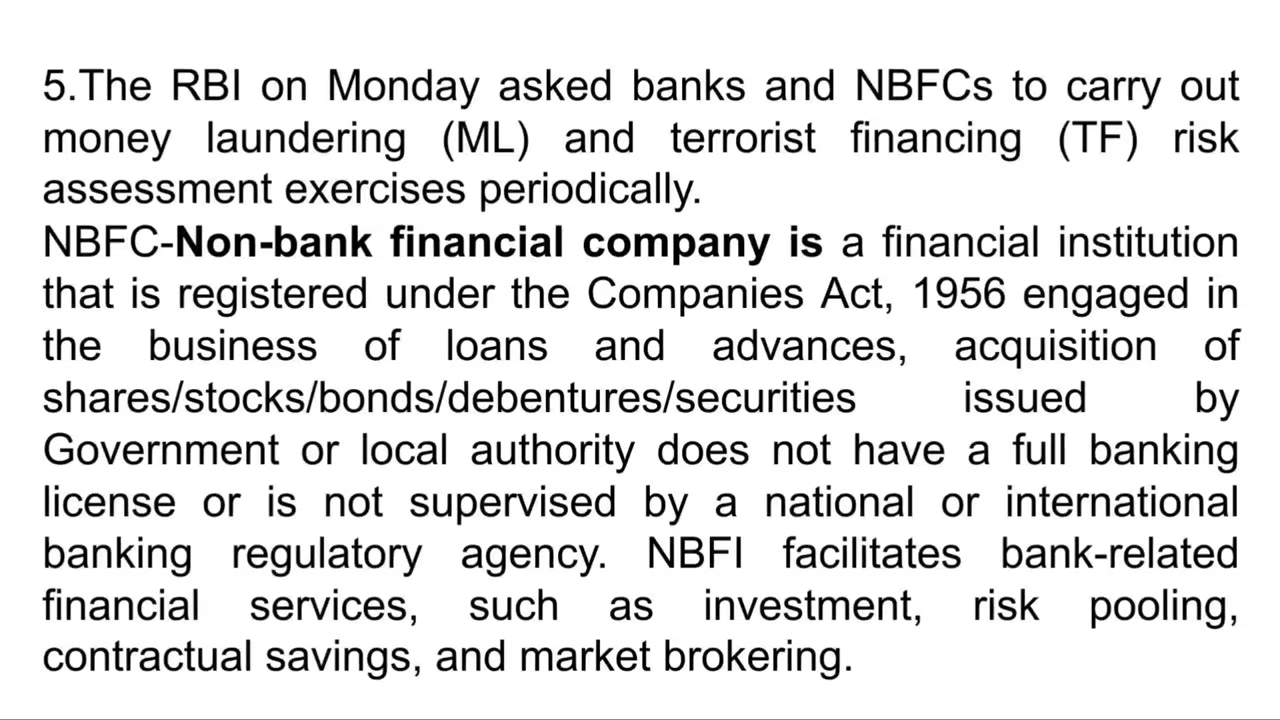 5.The RBI on Monday asked banks and NBFCs to carry out
money laundering (ML) and terrorist financing (TF) risk
assessment exercises periodically.
NBFC-Non-bank financial company is a financial institution
that is registered under the Companies Act, 1956 engaged in
the business of loans and advances, acquisition of
shares/stocks/bonds/debentures/securities issued by
Government or local authority does not have a full banking
license or is not supervised by a national or international
banking regulatory agency. NBFI facilitates bank-related
financial services, such as investment, risk pooling,
contractual savings, and market brokering.